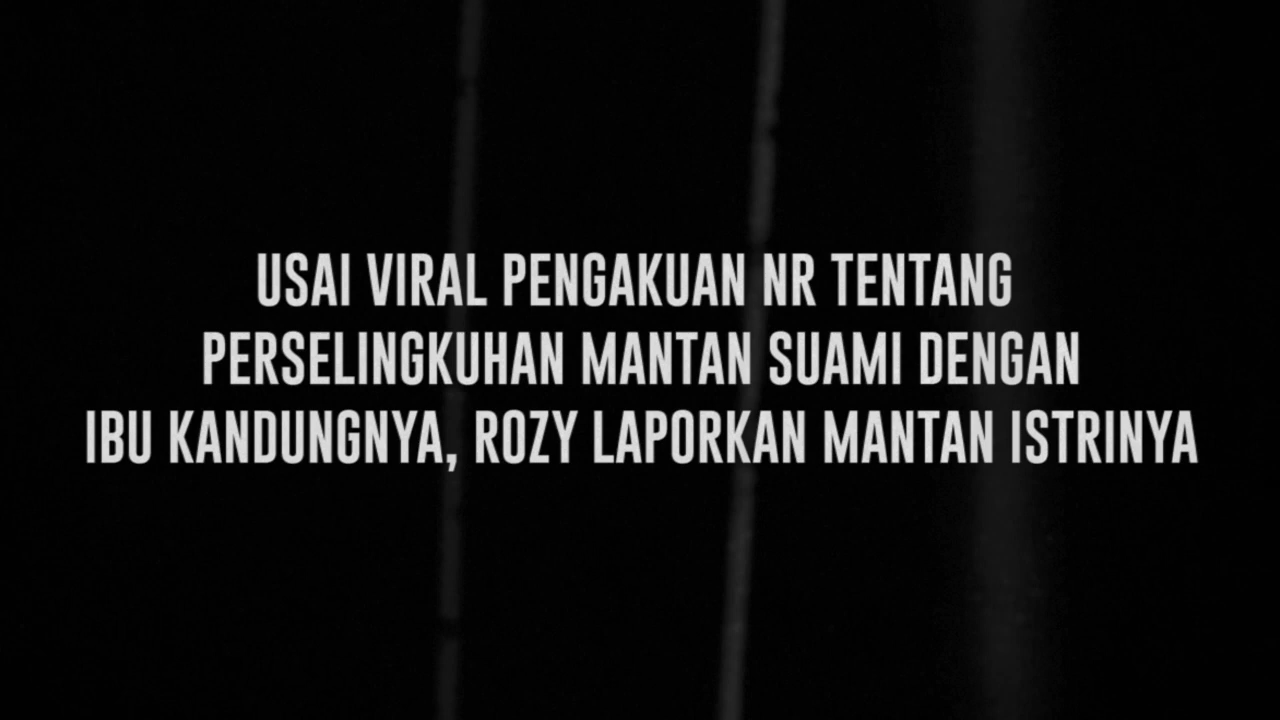 USAI VIRAL PENGAKUAN NR TENTANG
PERSELINGKUHAN MANTAN SUAMI DENGAN
IBU KANDUNGNYA, ROZY LAPORKAN MANTAN ISTRINYA